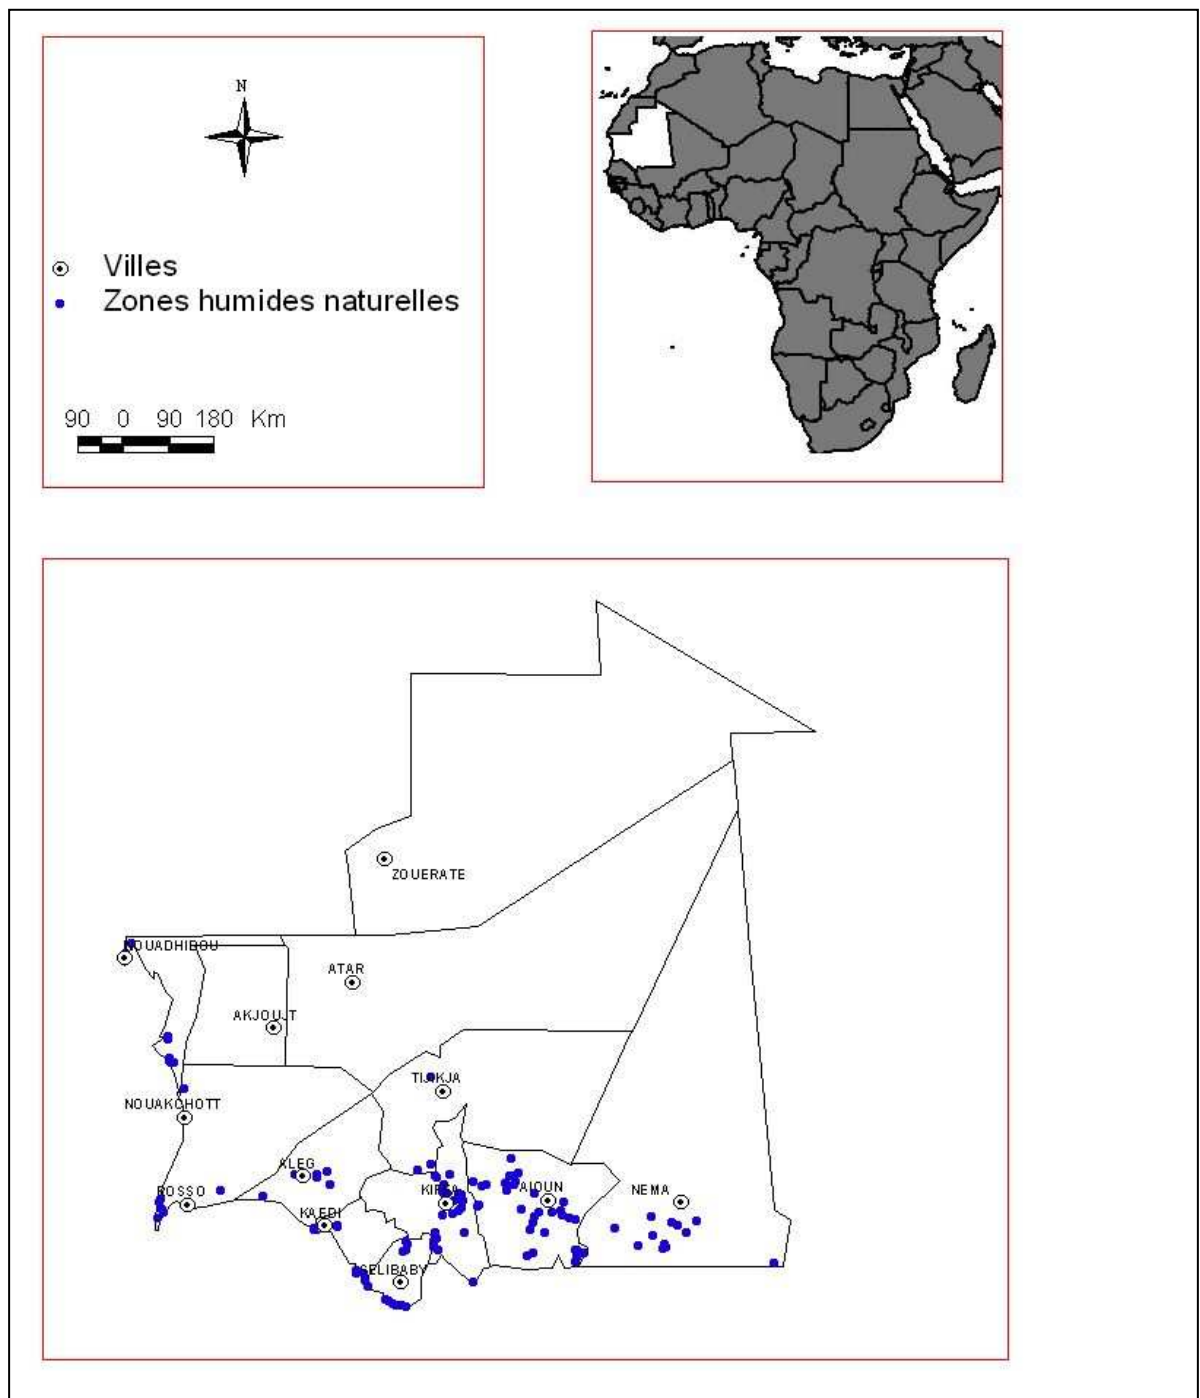 N
Villes
Zones humides naturelles
90 0 90 180 Km
ZOUERATE
NOUADHIBOU
ATAR
AKJOUJT
TIJIKJA
NOUAKCHOTT
ALEG
ROSSO
KIFFA
AIOUN
NEMA
KAEDI
SELIBABY